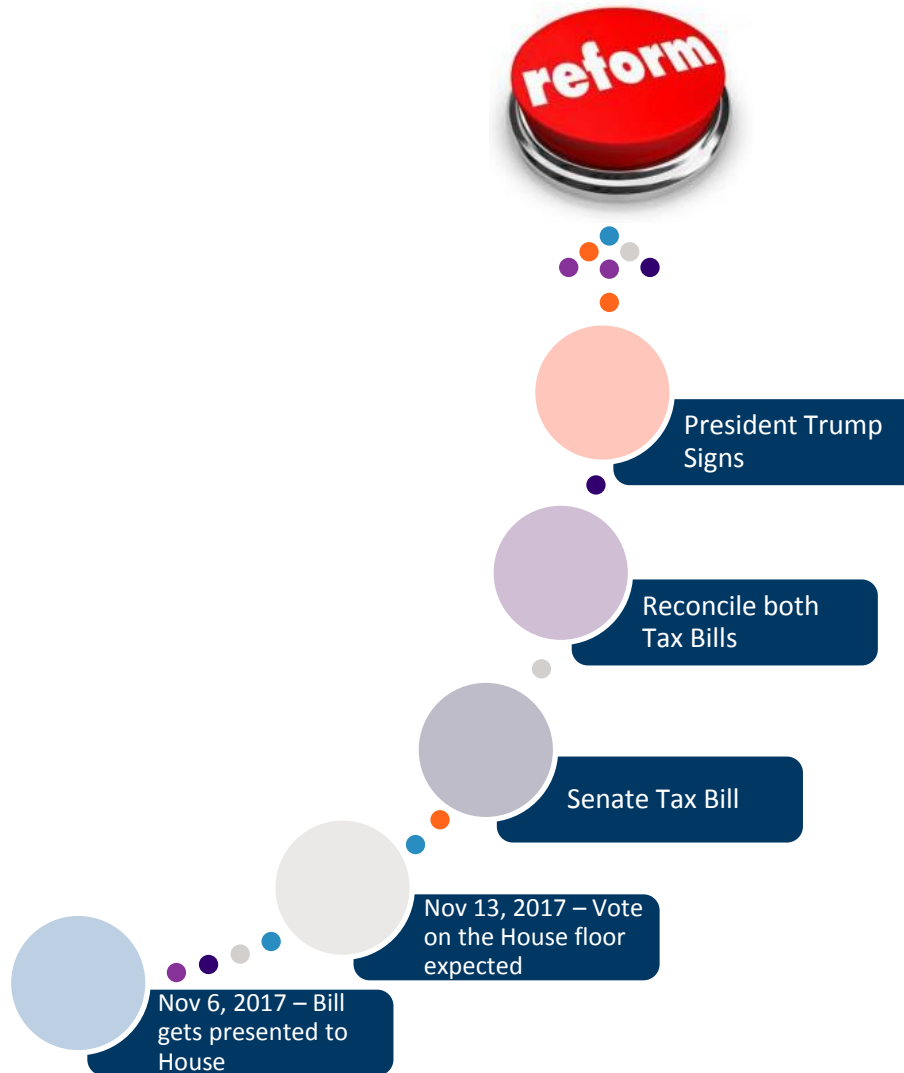 reform
President Trump
Signs
Reconcile both
Tax Bills
Senate Tax Bill
Nov 13, 2017 – Vote
on the House floor
expected
Nov 6, 2017 – Bill
gets presented to
House